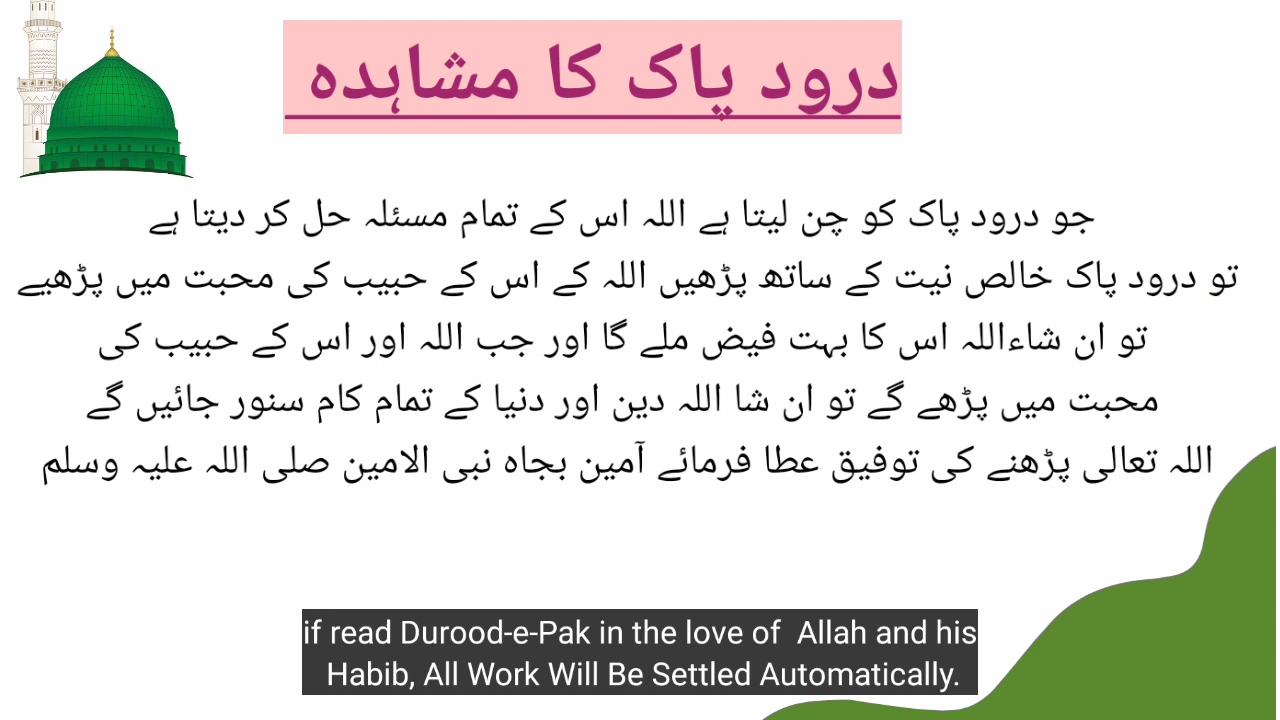 درود پاک کا مشاہدہ
جو درود پاک کو چن لیتا ہے اللہ اس کے تمام مسئلہ حل کر دیتا ہے
تو درود پاک خالص نیت کے ساتھ پڑھیں اللہ کے اس کے حبیب کی محبت میں پڑھیے
تو ان شاءاللہ اس کا بہت فیض ملے گا اور جب اللہ اور اس کے حبیب کی
محبت میں پڑھے گے تو ان شا اللہ دین اور دنیا کے تمام کام سنور جائیں گے
اللہ تعالی پڑھنے کی توفیق عطا فرمائے آمین بجاہ نبی الامین صلی اللہ علیہ وسلم
if read Durood-e-Pak in the love of Allah and his
Habib, All Work Will Be Settled Automatically.